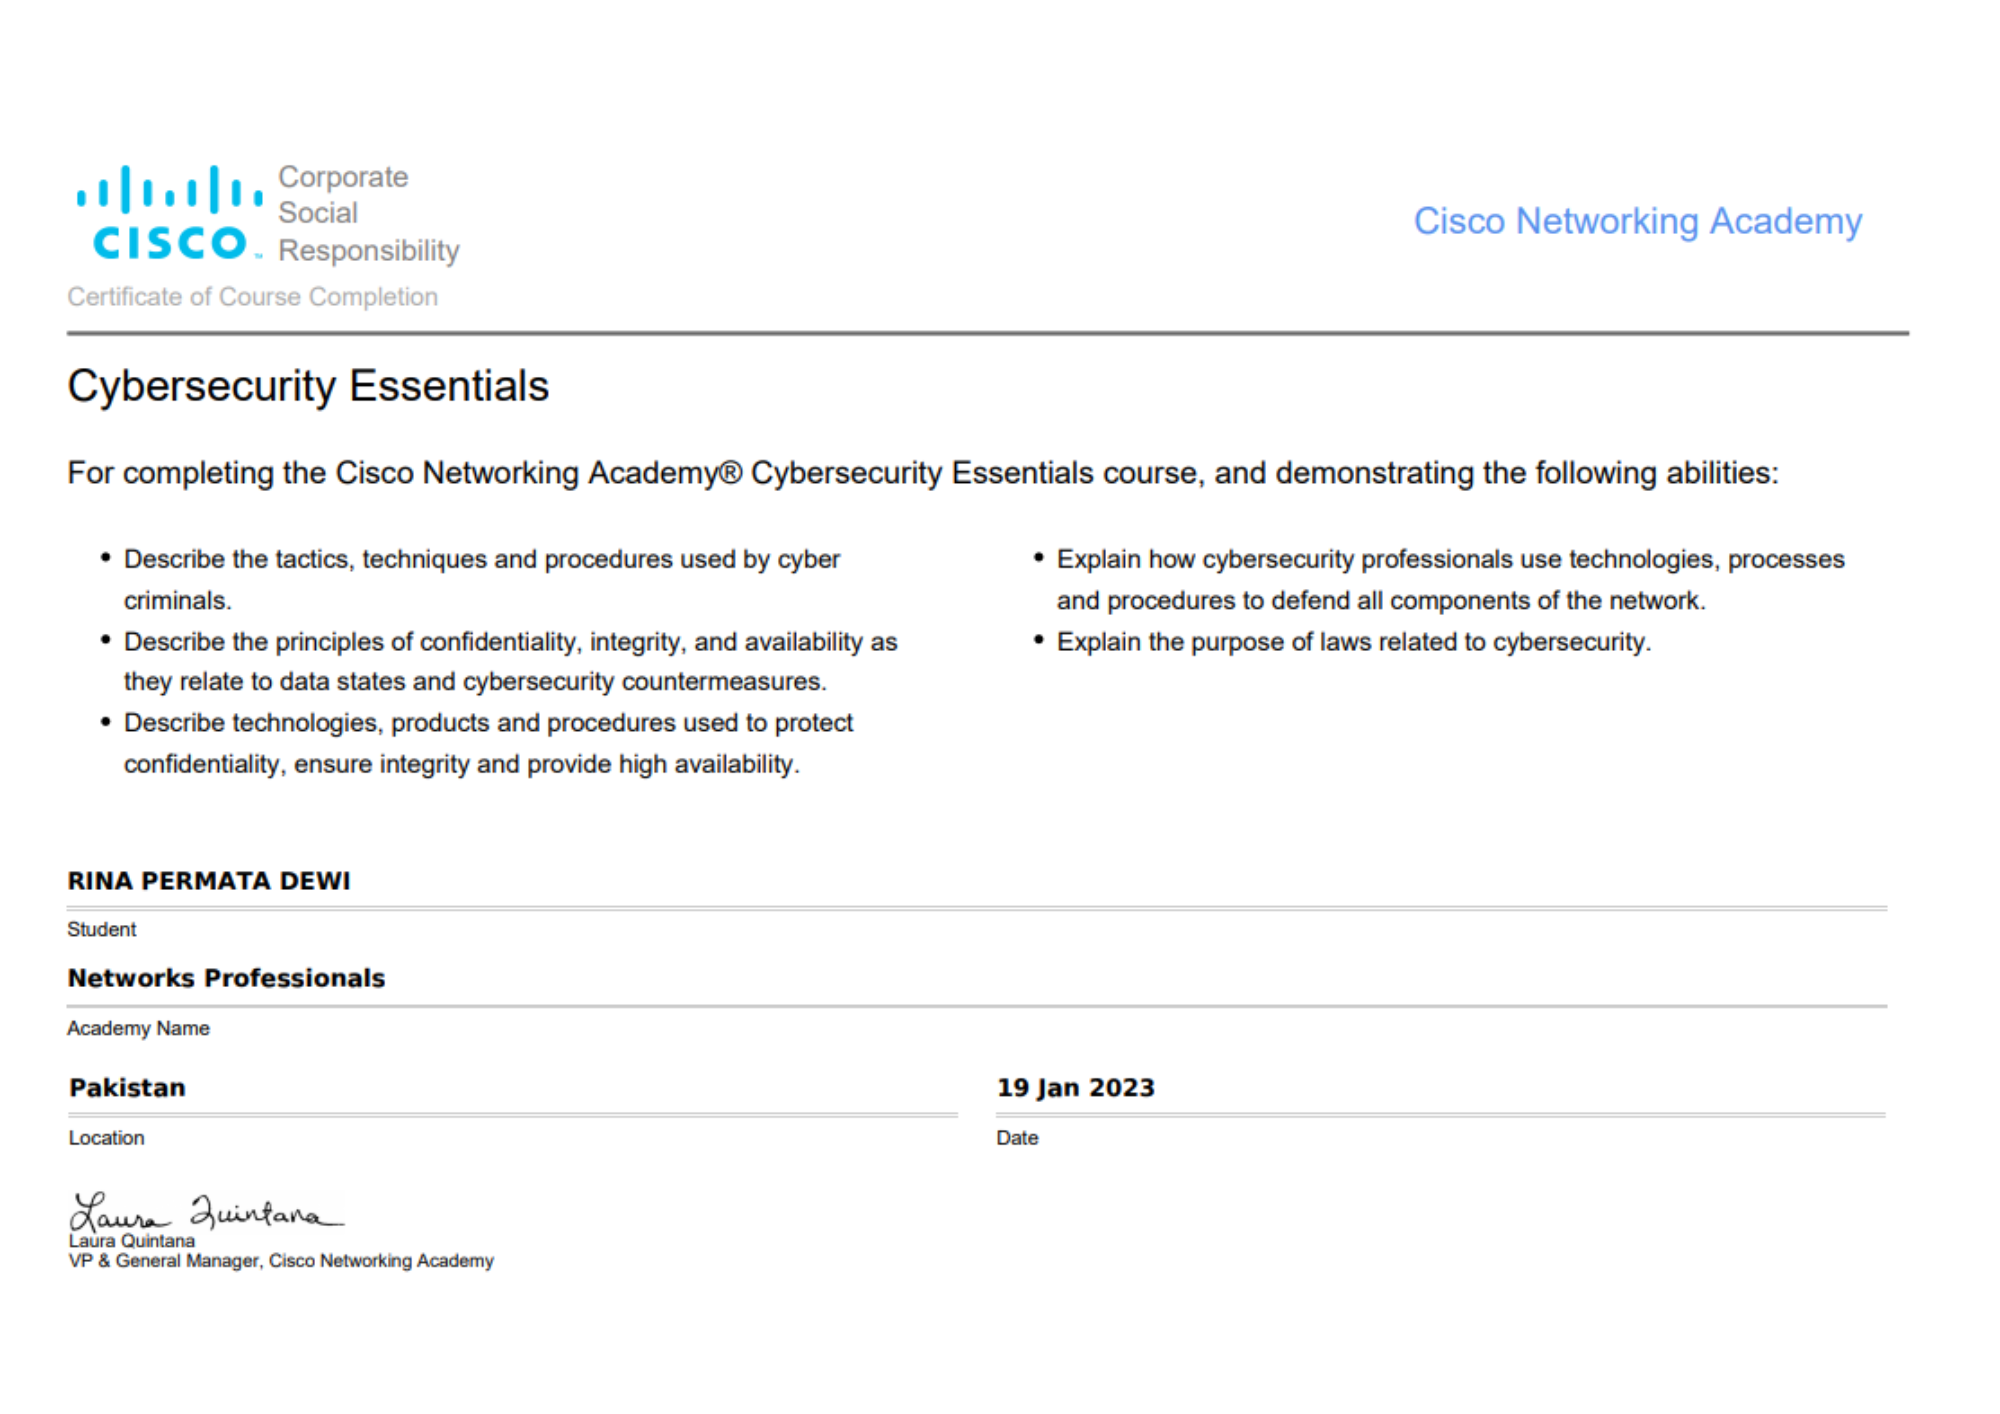 CISCO™
Corporate
Social
Responsibility
Cisco Networking Academy
Certificate of Course Completion
Cybersecurity Essentials
For completing the Cisco Networking Academy® Cybersecurity Essentials course, and demonstrating the following abilities:
• Describe the tactics, techniques and procedures used by cyber
criminals.
• Describe the principles of confidentiality, integrity, and availability as
they relate to data states and cybersecurity countermeasures.
• Describe technologies, products and procedures used to protect
confidentiality, ensure integrity and provide high availability.
• Explain how cybersecurity professionals use technologies, processes
and procedures to defend all components of the network.
• Explain the purpose of laws related to cybersecurity.
RINA PERMATA DEWI
Student
Networks Professionals
Academy Name
Pakistan
Location
19 Jan 2023
Date
Laura Quintana
Laura Quintana
VP & General Manager, Cisco Networking Academy